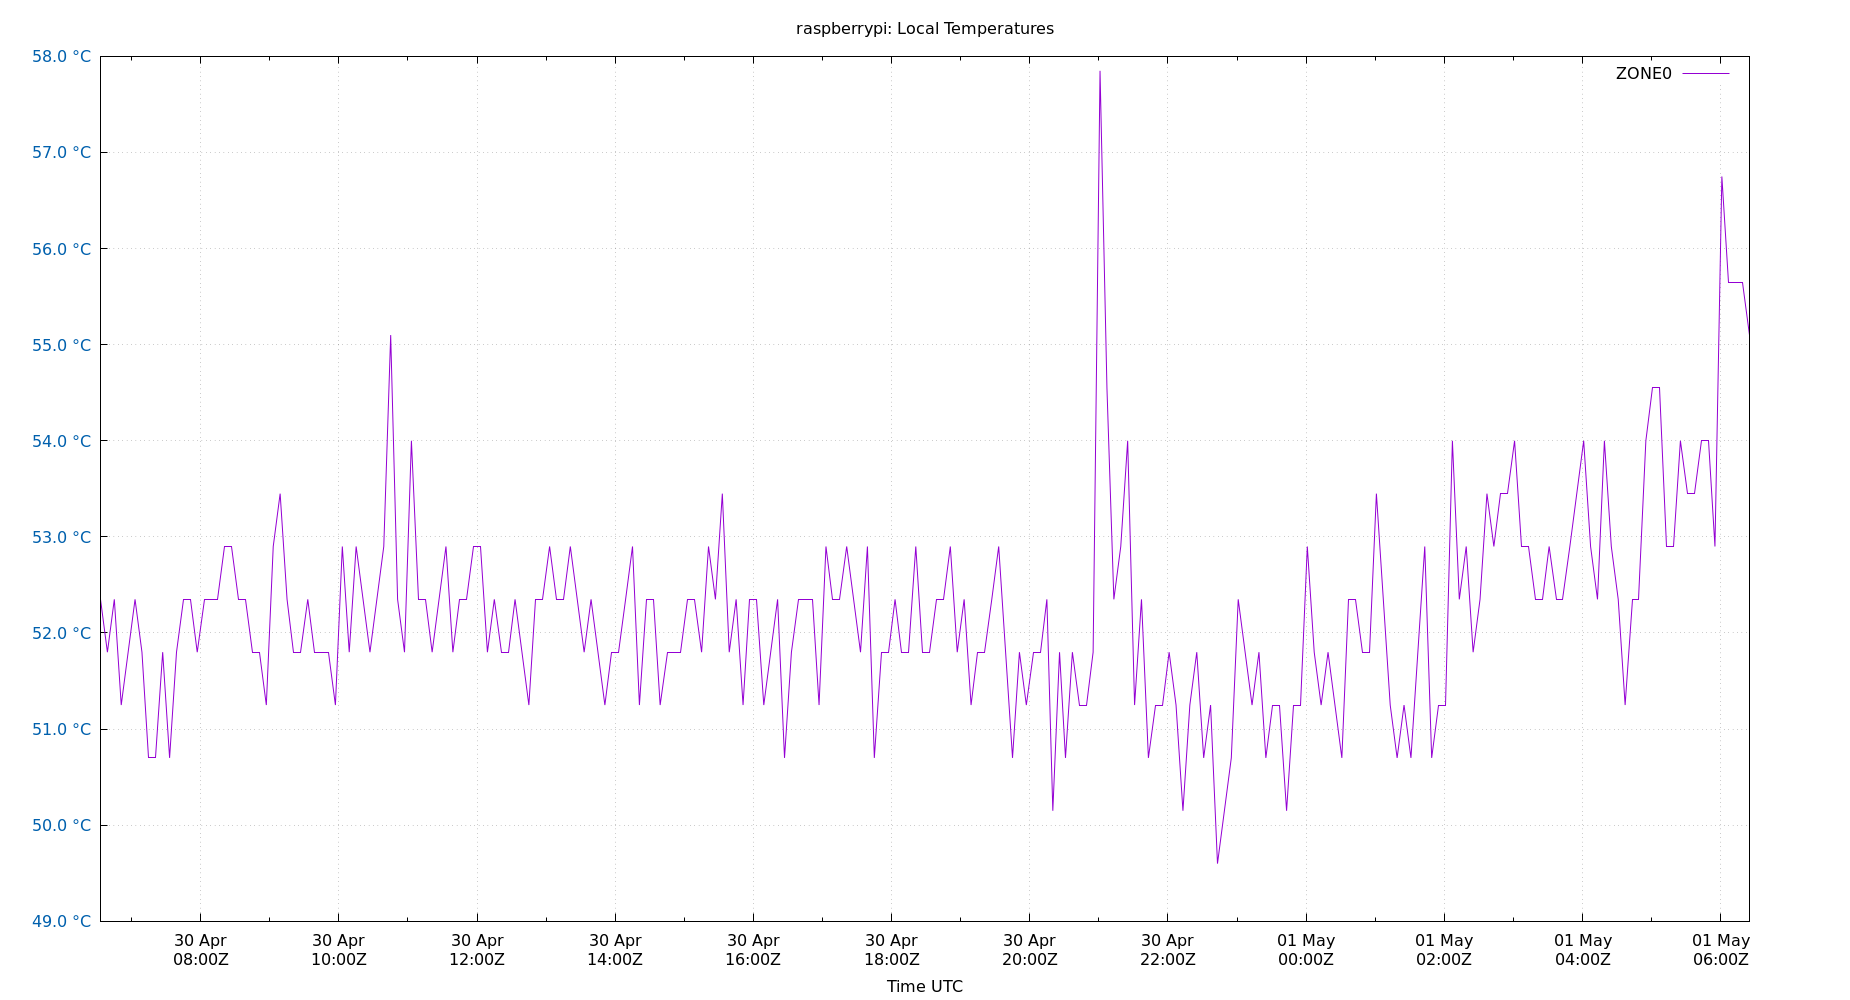 raspberrypi: Local Temperatures
58.0 °C
57.0 °C
56.0 °C
55.0 °C
54.0 °C
53.0 °C
52.0 °C
51.0 °C
50.0 °C
49.0 °C
ZONE0
30 Apr 30 Apr 30 Apr 30 Apr 30 Apr 30 Apr 30 Apr 30 Apr 01 May 01 May 01 May 01 May
08:00Z 10:00Z 12:00Z 14:00Z 16:00Z 18:00Z 20:00Z 22:00Z 00:00Z 02:00Z 04:00Z 06:00Z
Time UTC